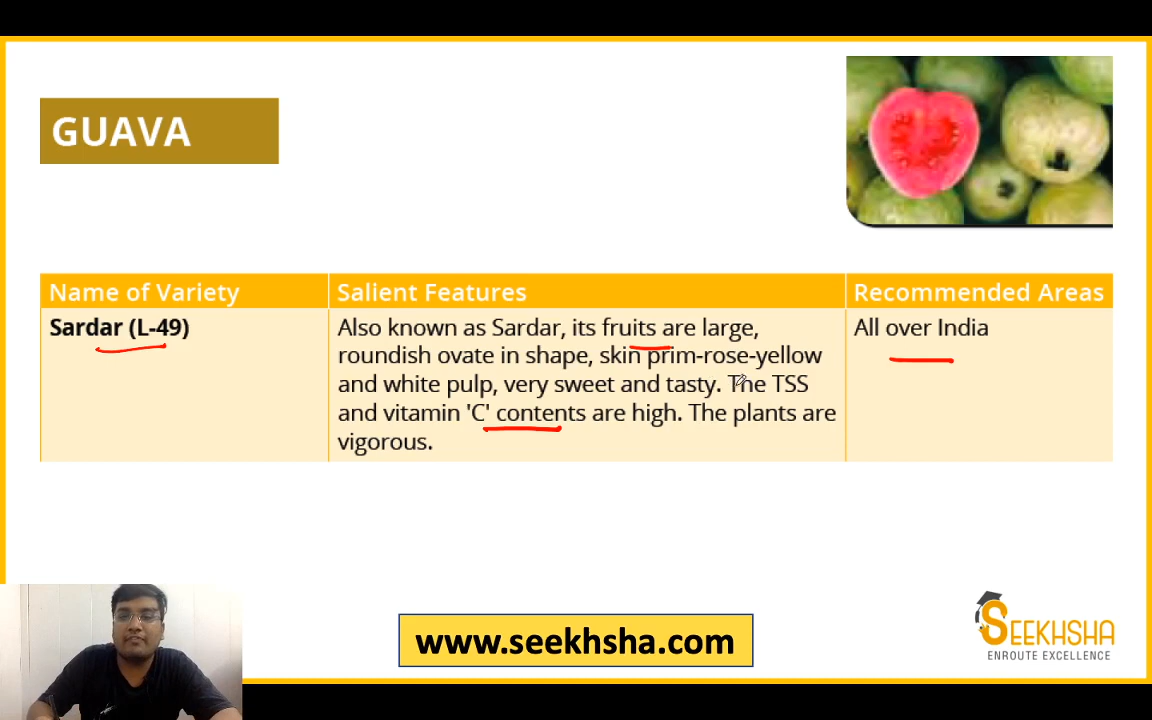 GUAVA
Name of Variety
Salient Features
Recommended Areas
Sardar (L-49)
Also known as Sardar, its fruits are large,
roundish ovate in shape, skin prim-rose-yellow
and white pulp, very sweet and tasty. The TSS
and vitamin 'C' contents are high. The plants are
vigorous.
All over India
www.seekhsha.com
SEEKHSHA
ENROUTE EXCELLENCE